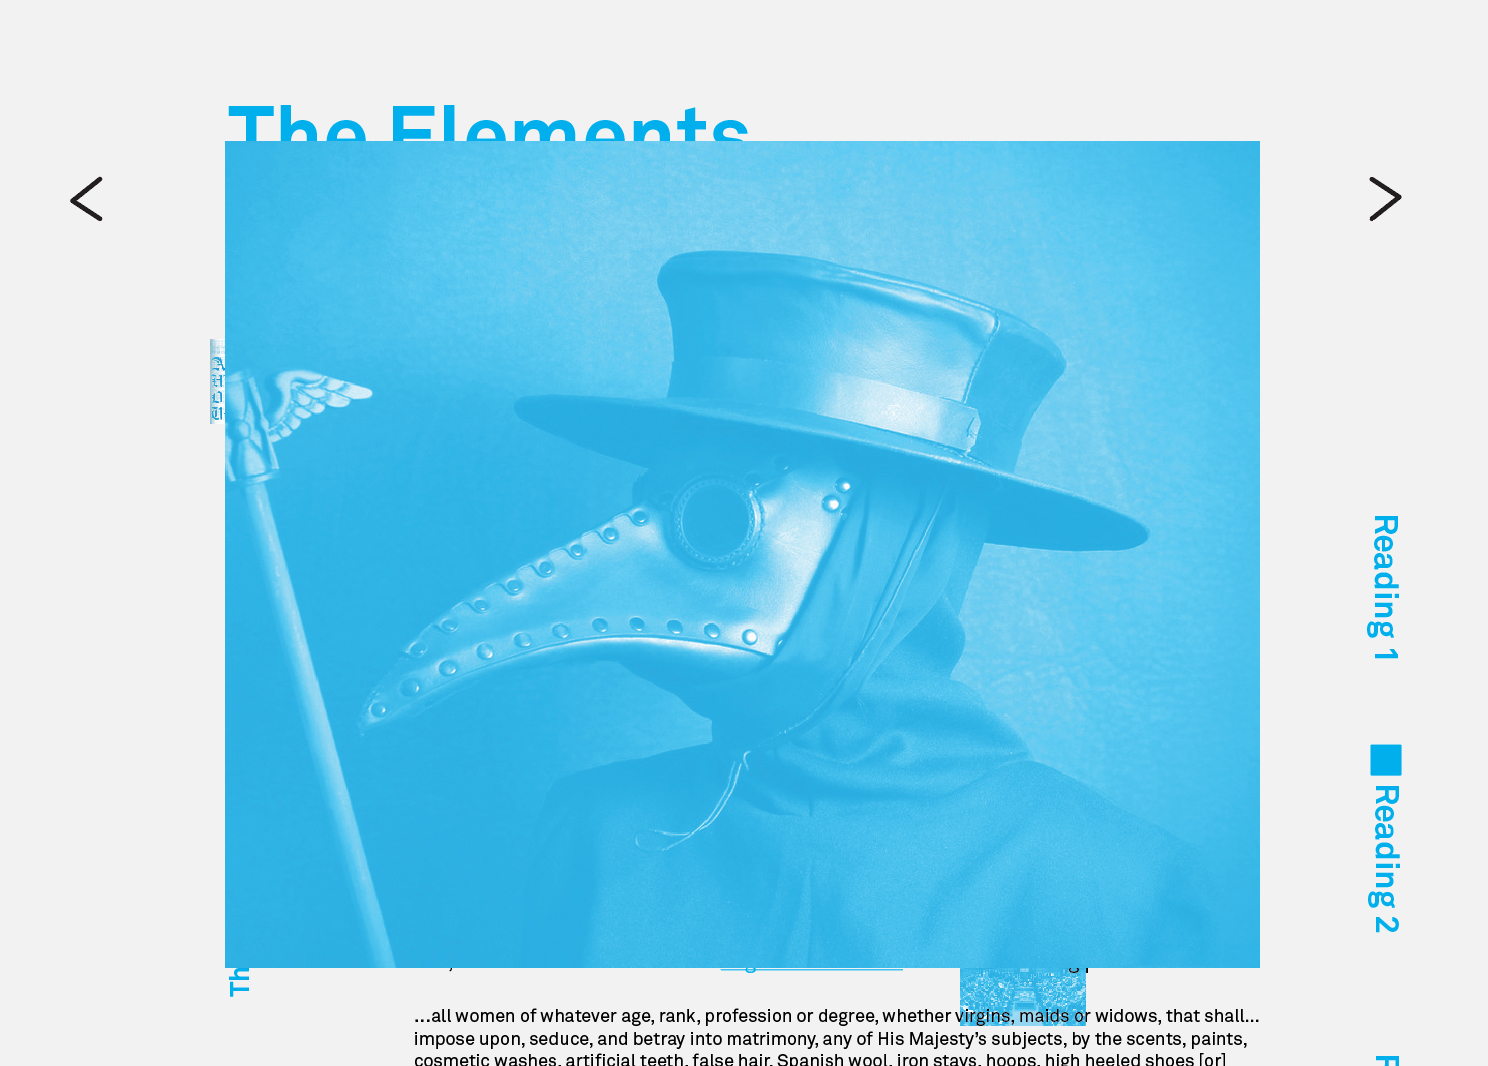 The Elements
Th
...all women of whatever age, rank, profession or degree, whether virgins, maids or widows, that shall...
impose upon, seduce, and betray into matrimony, any of His Majesty’s subjects, by the scents, paints,
cosmetic washes, artificial teeth, false hair, Spanish wool, iron stays, hoops, high heeled shoes [or]
Reading 1
Reading 2